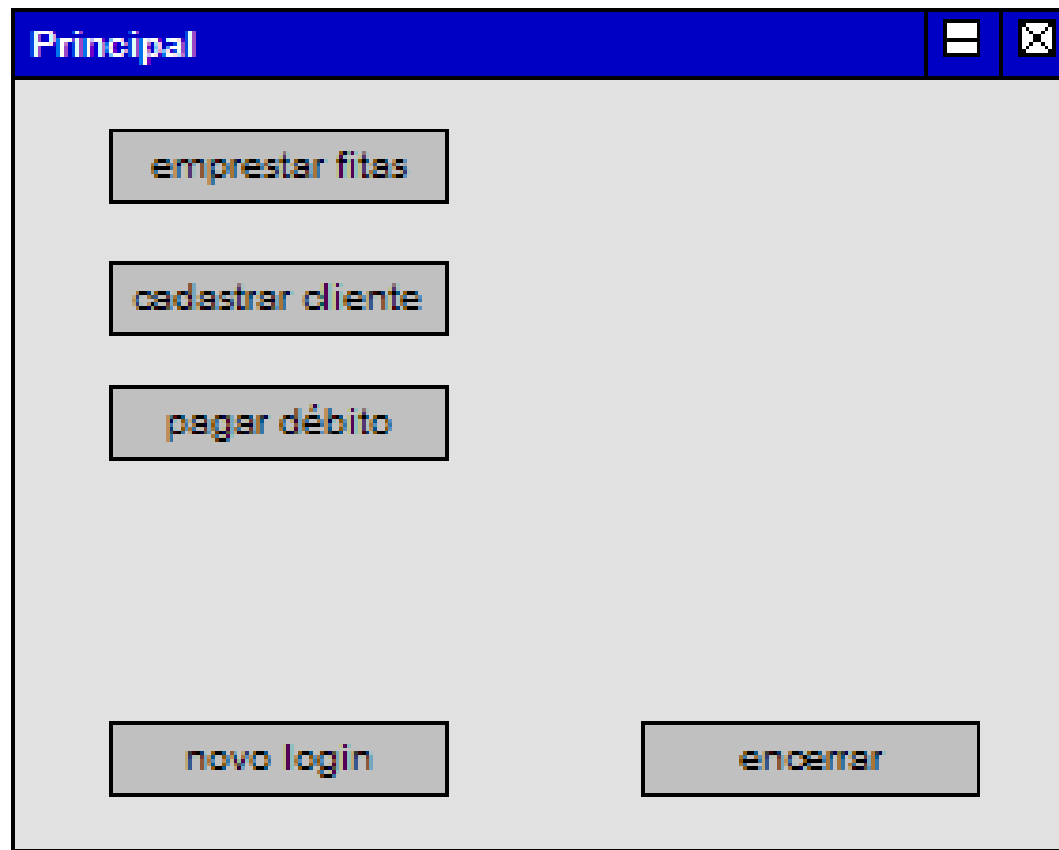 Principal
emprestar fitas
cadastrar cliente
pagar débito
novo login
encerrar